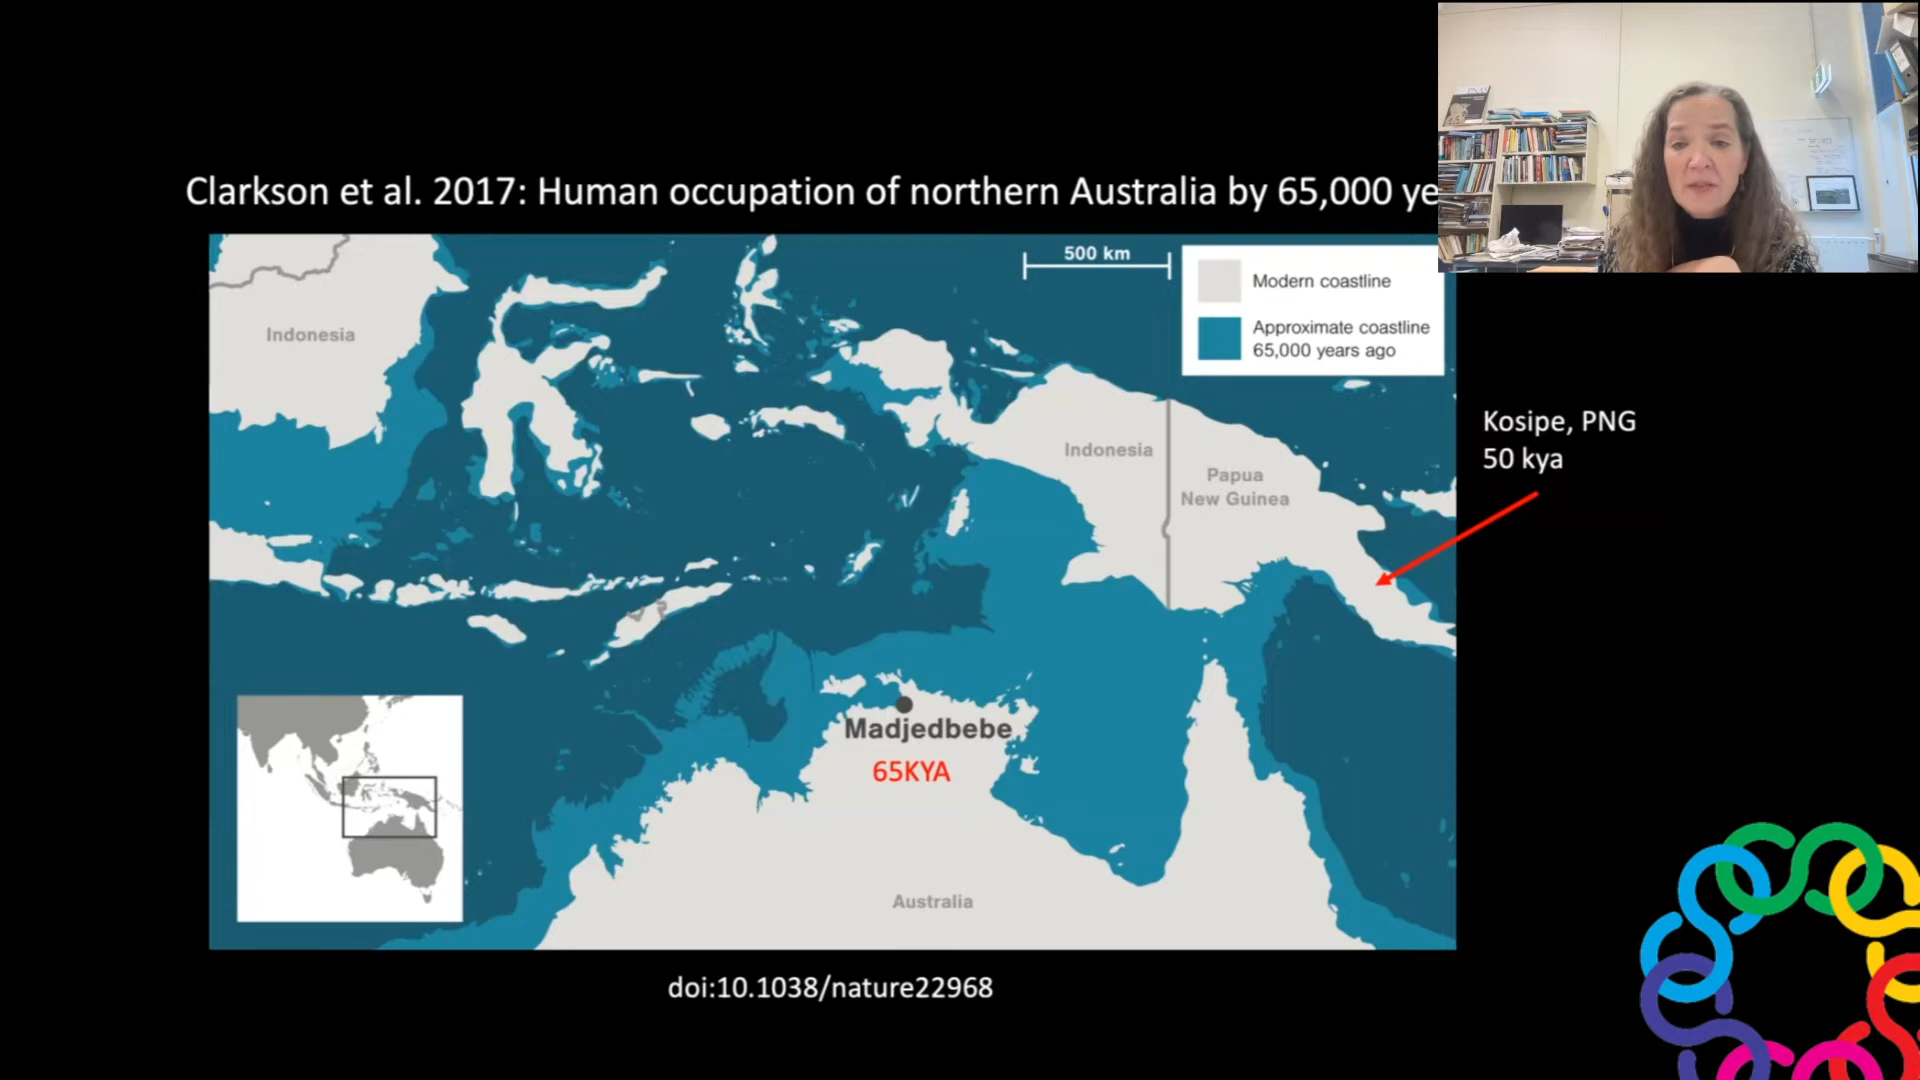 Clarkson et al. 2017: Human occupation of northern Australia by 65,000 ye
500 km
Modern coastline
Approximate coastline
65,000 years ago
Indonesia
Indonesia
Papua
New Guinea
Kosipe, PNG
50 kya
Madjedbebe
65KYA
Australia
doi:10.1038/nature22968